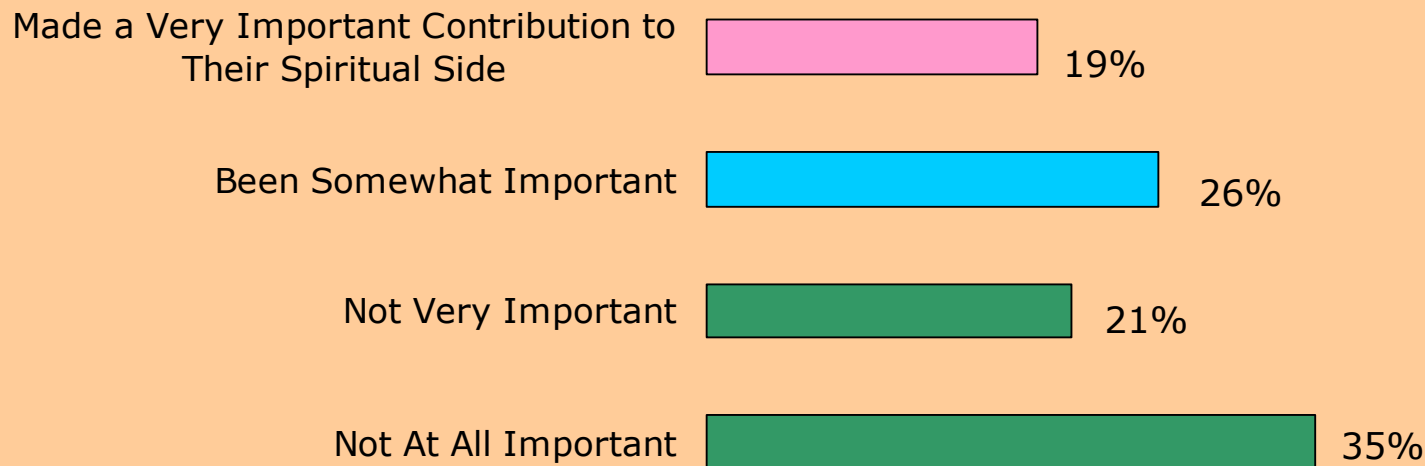 Made a Very Important Contribution to
Their Spiritual Side
19%
Been Somewhat Important
26%
Not Very Important
21%
Not At All Important
35%